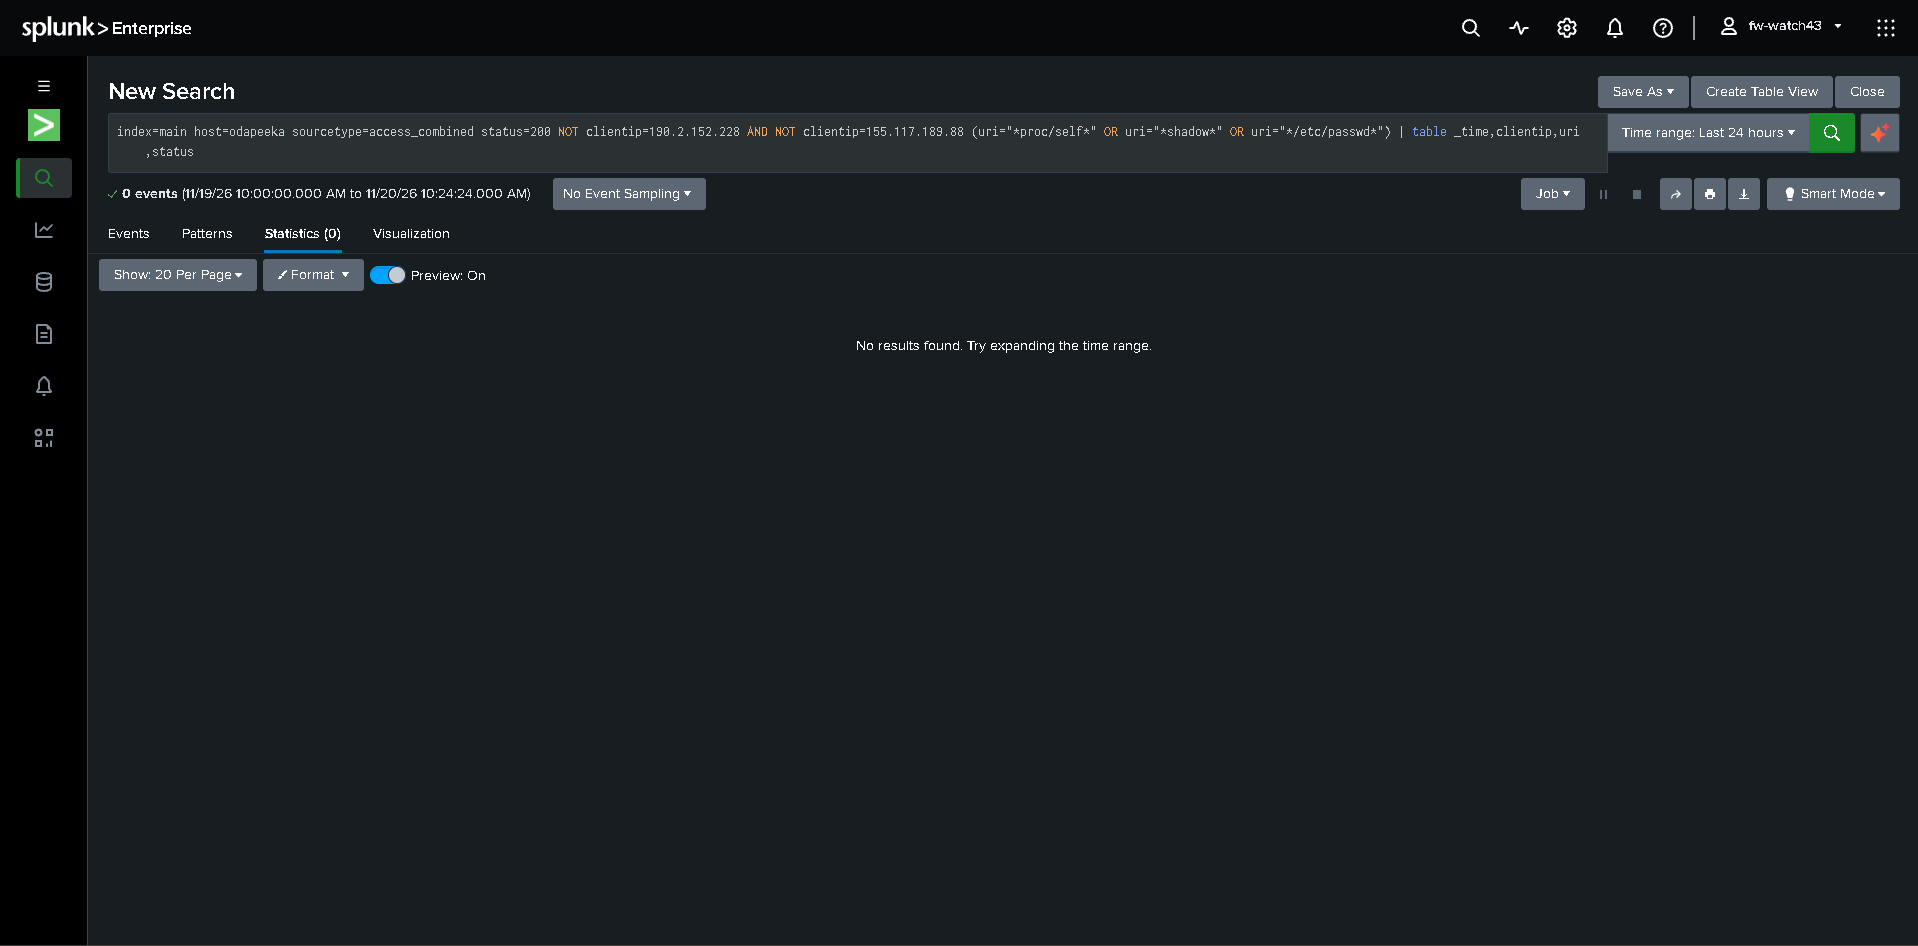 splunk> Enterprise
fw-watch43
New Search
Save As
Create Table View
Close
index=main host=odapeeka sourcetype=access_combined status=200 NOT clientip=190.2.152.228 AND NOT clientip=155.117.189.88 (uri="*proc/self*" OR uri="*shadow*" OR uri="*/etc/passwd*") | table _time,clientip,uri
,status
Time range: Last 24 hours
0 events (11/19/26 10:00:00.000 AM to 11/20/26 10:24:24.000 AM)
No Event Sampling
Job
Smart Mode
Events
Patterns
Statistics (0)
Visualization
Show: 20 Per Page
Format
Preview: On
No results found. Try expanding the time range.